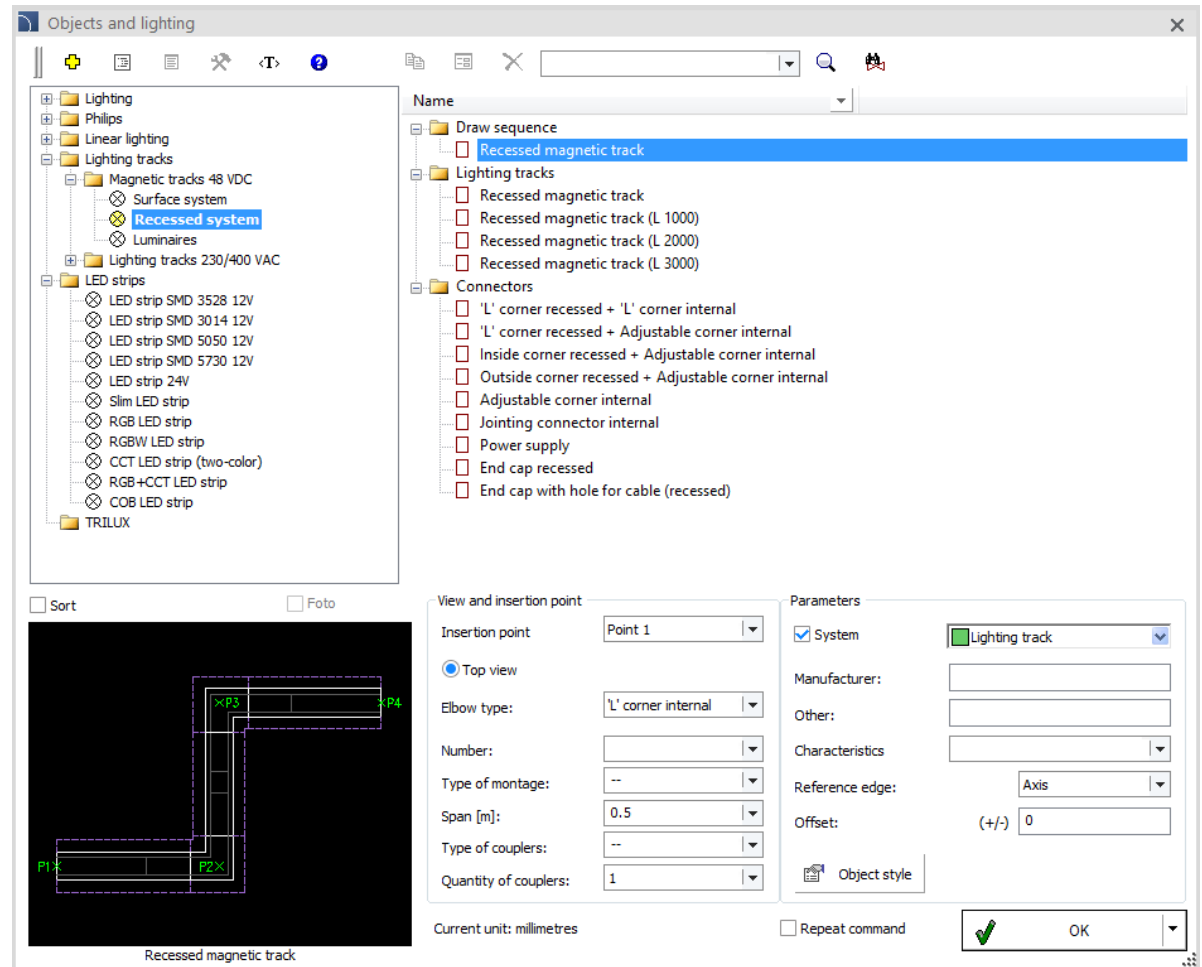 Objects and lighting
<T>
Lighting
Philips
Linear lighting
Lighting tracks
Magnetic tracks 48 VDC
Surface system
Recessed system
Luminaires
Lighting tracks 230/400 VAC
LED strips
LED strip SMD 3528 12V
LED strip SMD 3014 12V
LED strip SMD 5050 12V
LED strip SMD 5730 12V
LED strip 24V
Slim LED strip
RGB LED strip
RGBW LED strip
CCT LED strip (two-color)
RGB+CCT LED strip
COB LED strip
TRILUX
Name
Draw sequence
Recessed magnetic track
Lighting tracks
Recessed magnetic track
Recessed magnetic track (L 1000)
Recessed magnetic track (L 2000)
Recessed magnetic track (L 3000)
Connectors
'L' corner recessed + 'L' corner internal
'L' corner recessed + Adjustable corner internal
Inside corner recessed + Adjustable corner internal
Outside corner recessed + Adjustable corner internal
Adjustable corner internal
Jointing connector internal
Power supply
End cap recessed
End cap with hole for cable (recessed)
Sort
Foto
P3
P4
P1
P2
Recessed magnetic track
View and insertion point
Insertion point Point 1
Top view
Elbow type: 'L' corner internal
Number:
Type of montage: --
Span [m]: 0.5
Type of couplers: --
Quantity of couplers: 1
Parameters
System Lighting track
Manufacturer:
Other:
Characteristics
Reference edge: Axis
Offset: (+/-) 0
Object style
Current unit: millimetres
Repeat command
OK